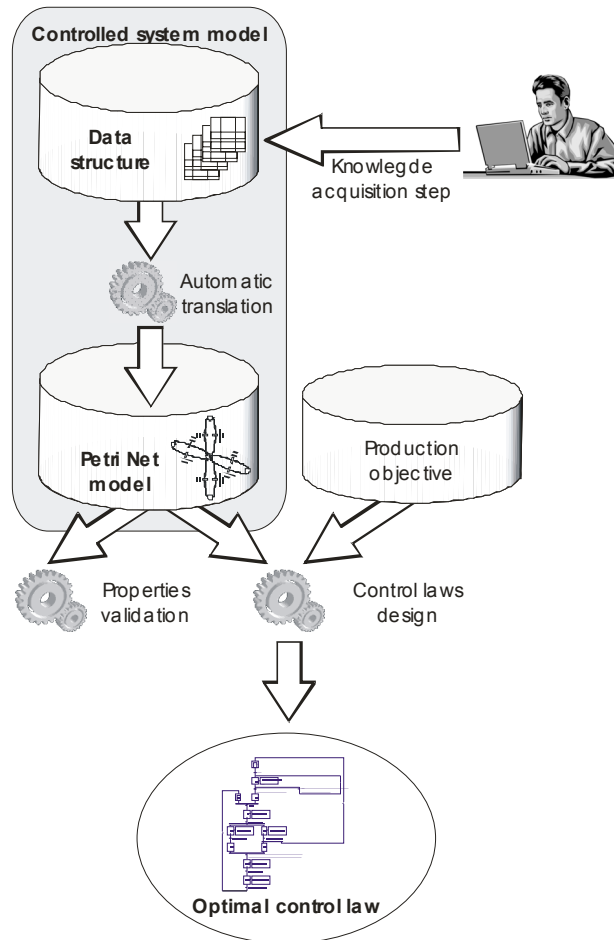 Controlled system model
Data
structure
Knowlegde
acquisition step
Automatic
translation
Petri Net
model
Production
objective
Properties
validation
Control laws
design
Optimal control law